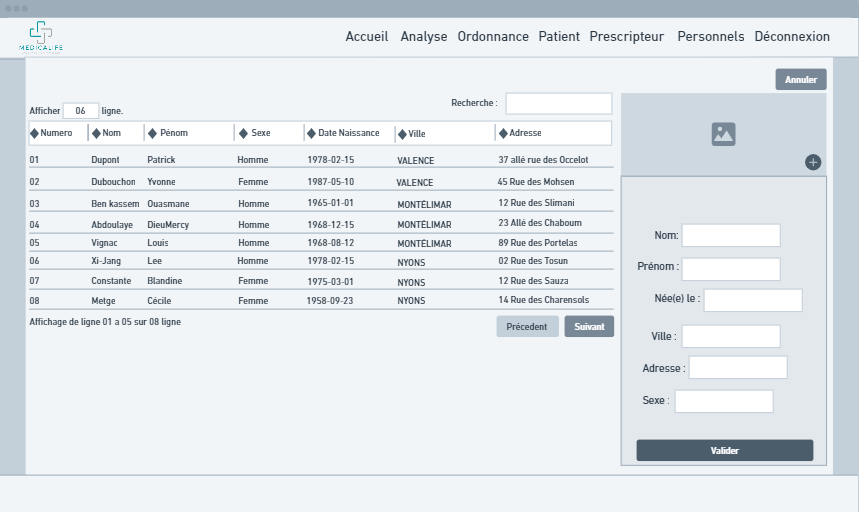 MEDICALIFE
Accueil Analyse Ordonnance Patient Prescripteur Personnels Déconnexion
Annuler
Afficher 06 ligne.
Recherche :
Numero Nom Pénom Sexe Date Naissance Ville Adresse
01 Dupont Patrick Homme 1978-02-15 VALENCE 37 allé rue des Occelot
02 Dubouchon Yvonne Femme 1987-05-10 VALENCE 45 Rue des Mohsen
03 Ben kassem Ouasmane Homme 1965-01-01 MONTÉLIMAR 12 Rue des Slimani
04 Abdoulaye DieuMercy Homme 1968-12-15 MONTÉLIMAR 23 Allé des Chaboum
05 Vignac Louis Homme 1968-08-12 MONTÉLIMAR 89 Rue des Portelas
06 Xi-Jang Lee Homme 1978-02-15 NYONS 02 Rue des Tosun
07 Constante Blandine Femme 1975-03-01 NYONS 12 Rue des Sauza
08 Metge Cécile Femme 1958-09-23 NYONS 14 Rue des Charensols
Affichage de ligne 01 a 05 sur 08 ligne
Précedent Suivant
Nom:
Prénom :
Née(e) le :
Ville :
Adresse :
Sexe :
Valider